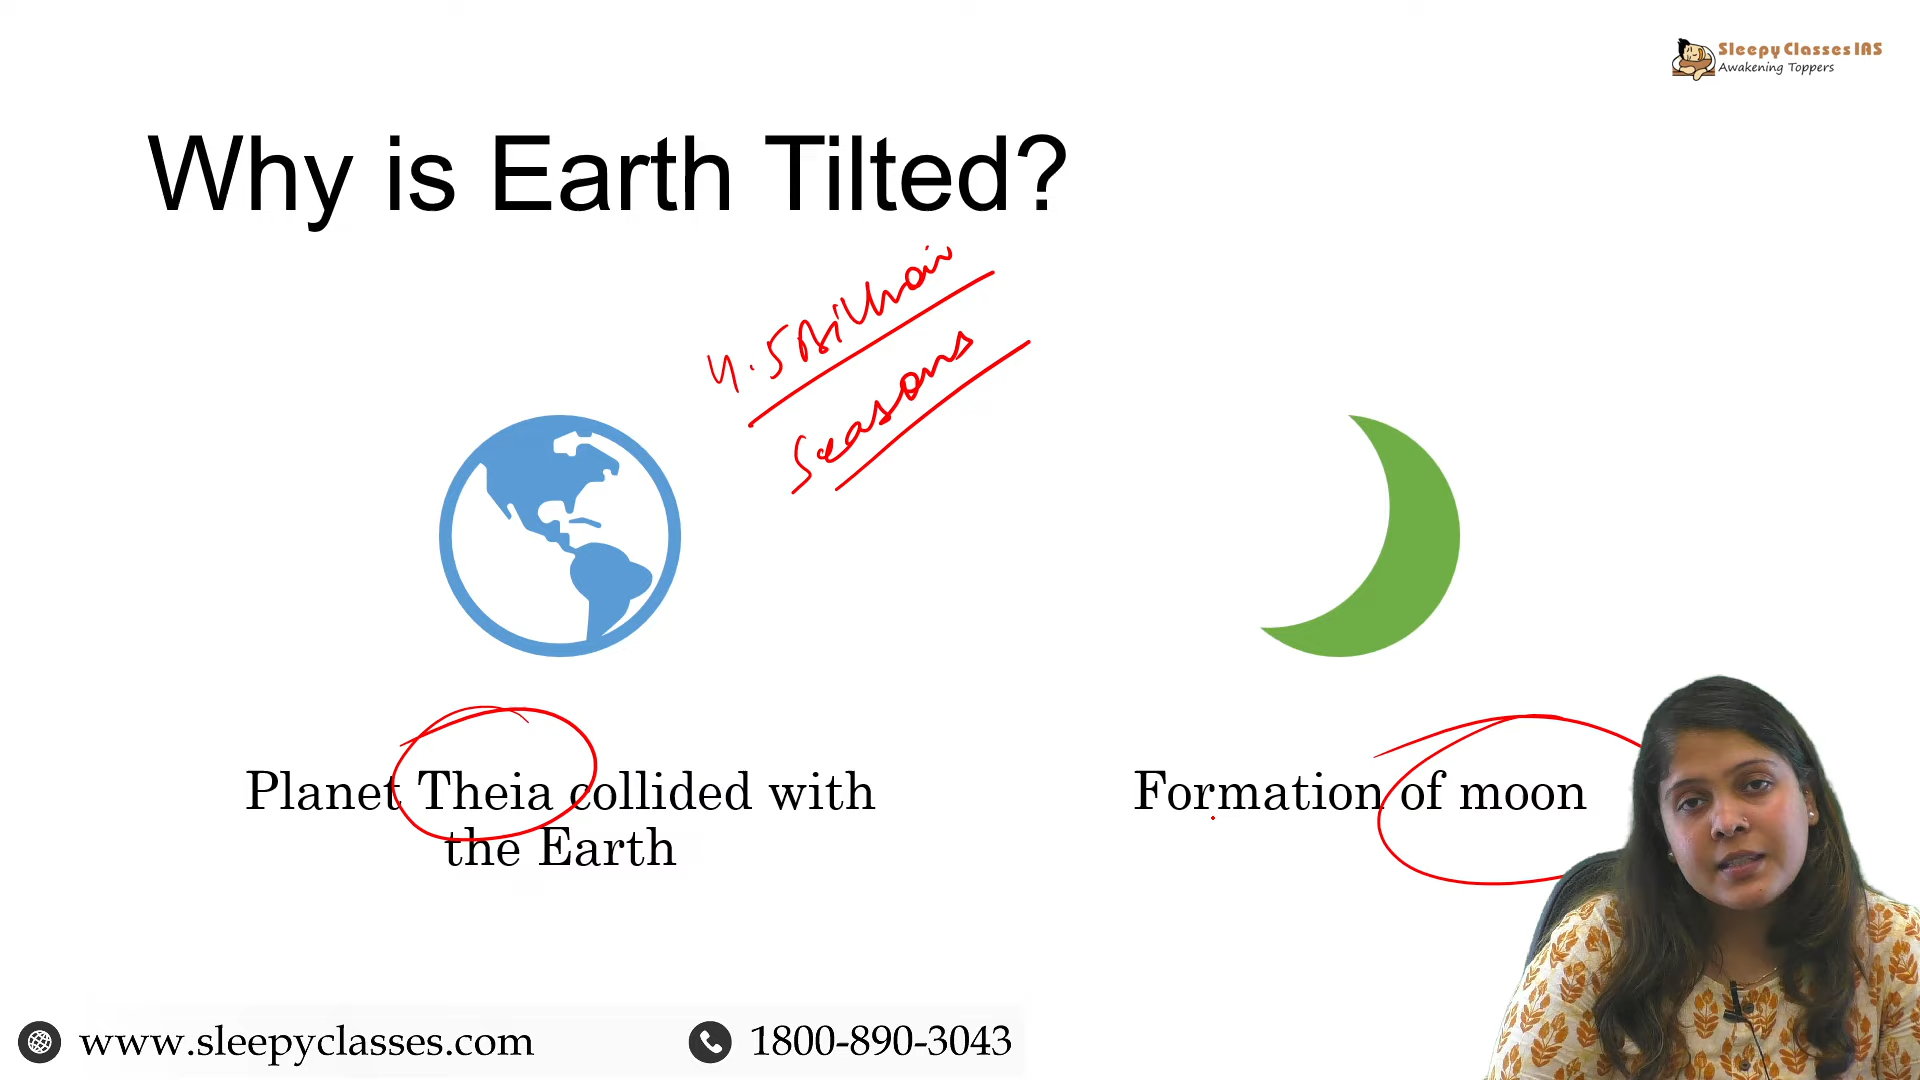 Sleepy Classes IAS
Awakening Toppers
Why is Earth Tilted?
4.5 Billion
Seasons
Planet Theia collided with
the Earth
Formation of moon
www.sleepyclasses.com
1800-890-3043